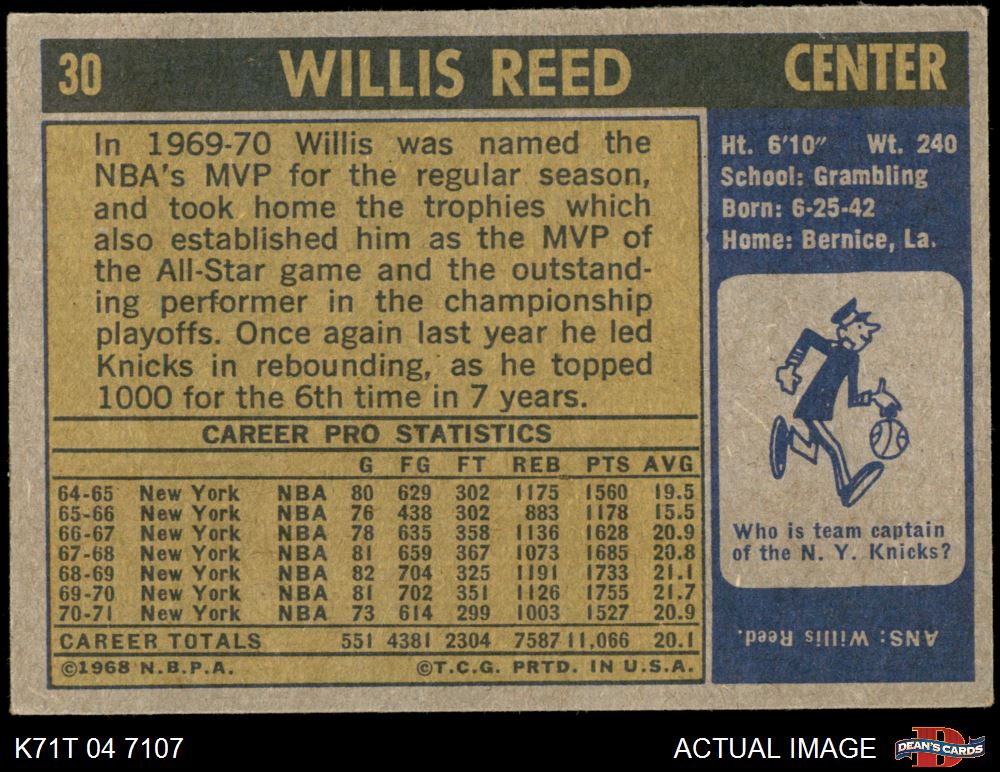 30 WILLIS REED CENTER
In 1969-70 Willis was named the
NBA's MVP for the regular season,
and took home the trophies which
also established him as the MVP of
the All-Star game and the outstand-
ing performer in the championship
playoffs. Once again last year he led
Knicks in rebounding, as he topped
1000 for the 6th time in 7 years.
CAREER PRO STATISTICS
G FG FT REB PTS AVG
64-65 New York NBA 80 629 302 1175 1560 19.5
65-66 New York NBA 76 438 302 883 1178 15.5
66-67 New York NBA 78 635 358 1136 1628 20.9
67-68 New York NBA 81 659 367 1073 1685 20.8
68-69 New York NBA 82 704 325 1191 1733 21.1
69-70 New York NBA 81 702 351 1126 1755 21.7
70-71 New York NBA 73 614 299 1003 1527 20.9
CAREER TOTALS 551 4381 2304 7587 11,066 20.1
©1968 N.B.P.A. ©T.C.G. PRTD. IN U.S.A.
Ht. 6'10" Wt. 240
School: Grambling
Born: 6-25-42
Home: Bernice, La.
Who is team captain
of the N. Y. Knicks?
ANS: Willis Reed.
K71T 04 7107 ACTUAL IMAGE
D
DEAN'S CARDS